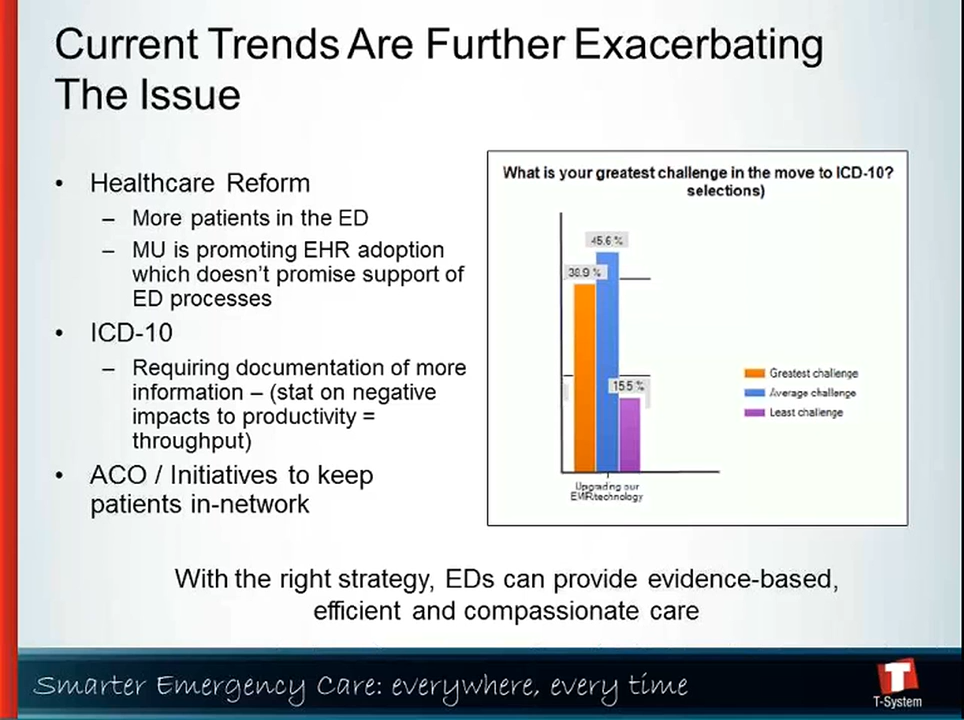 Current Trends Are Further Exacerbating
The Issue
• Healthcare Reform
– More patients in the ED
– MU is promoting EHR adoption
which doesn't promise support of
ED processes
• ICD-10
– Requiring documentation of more
information – (stat on negative
impacts to productivity =
throughput)
• ACO / Initiatives to keep
patients in-network
What is your greatest challenge in the move to ICD-10?
selections)
45.6 %
38.9 %
15.5 %
Greatest challenge
Average challenge
Least challenge
Upgrading our
EMR technology
With the right strategy, EDs can provide evidence-based,
efficient and compassionate care
Smarter Emergency Care: everywhere, every time
T-System